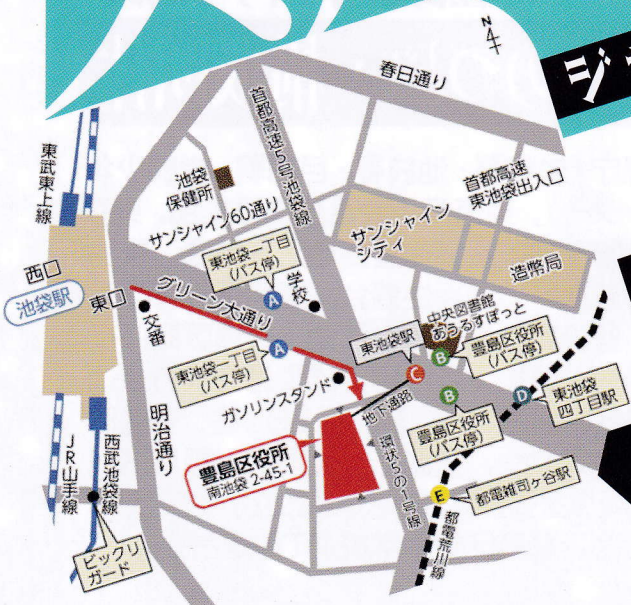 N
4
ジ
春日通り
首都高速5号池袋線
東武東上線
池袋
保健所
サンシャイン60通り
首都高速
東池袋出入口
サンシャイン
シティ
造幣局
西口
池袋駅
東口
東池袋一丁目
(バス停)
A
学校
グリーン大通り
交番
中央図書館
あうるすぽっと
東池袋駅
B
豊島区役所
(バス停)
A
東池袋一丁目
(バス停)
C
ガソリンスタンド
地下通路
B
D
東池袋
四丁目駅
豊島区役所
(バス停)
明治通り
豊島区役所
南池袋 2-45-1
環状5の1号線
E
都電雑司ヶ谷駅
都電荒川線
JR山手線
西武池袋線
ビックリ
ガード